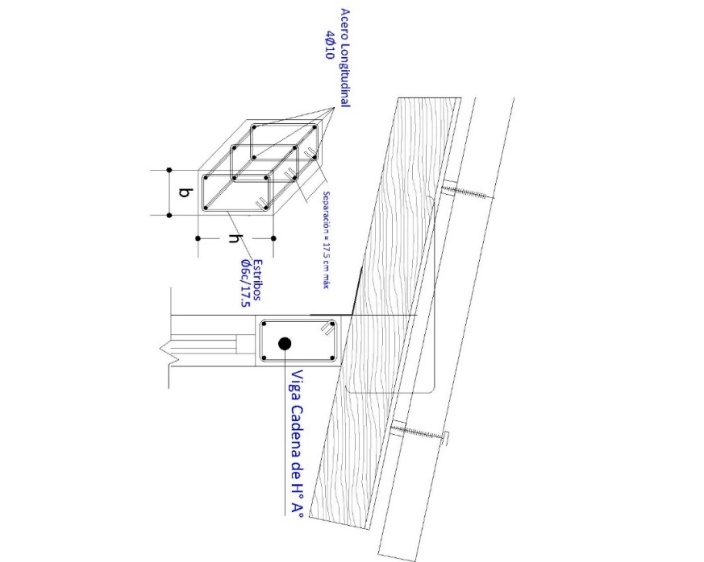 Acero Longitudinal
4Ø10
Separación = 17.5 cm máx
b
h
Estribos
Ø6c/17.5
Viga Cadena de H° A°